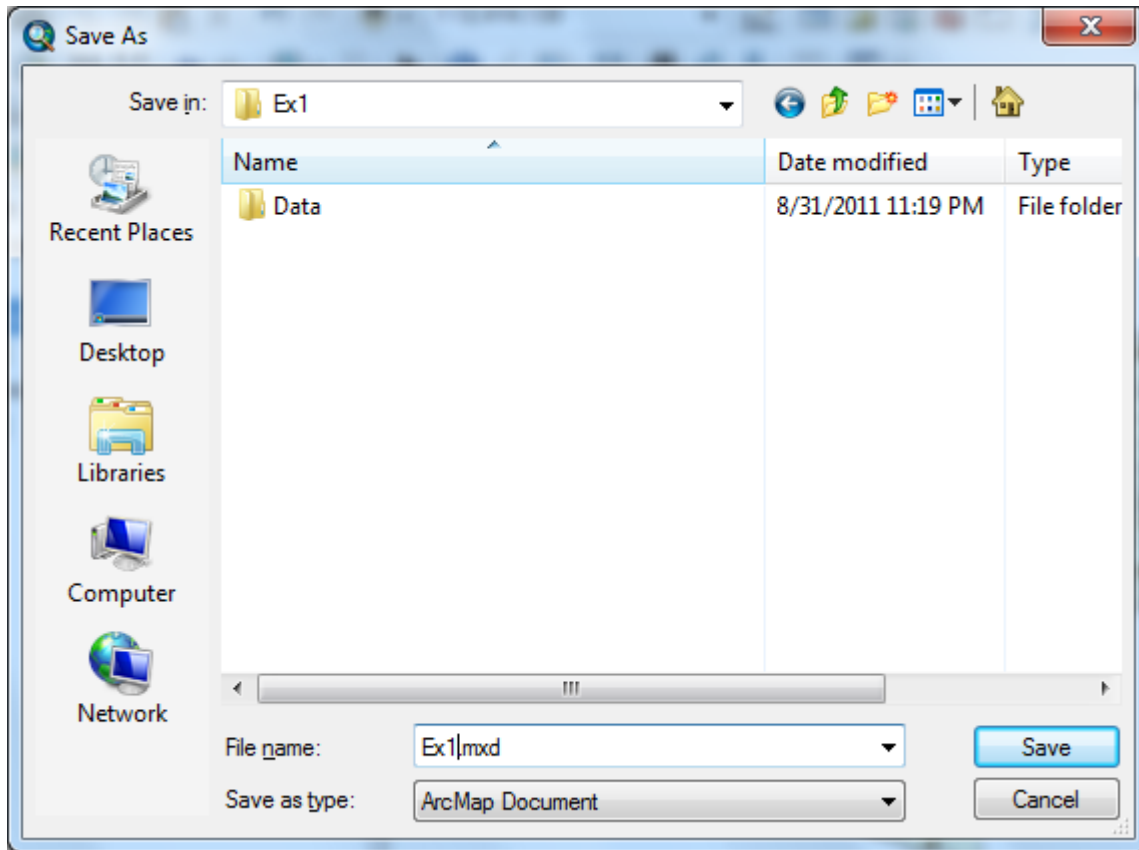 Save As
Save in: Ex1
Name Date modified Type
Data 8/31/2011 11:19 PM File folder
Recent Places
Desktop
Libraries
Computer
Network
File name: Ex1.mxd Save
Save as type: ArcMap Document Cancel